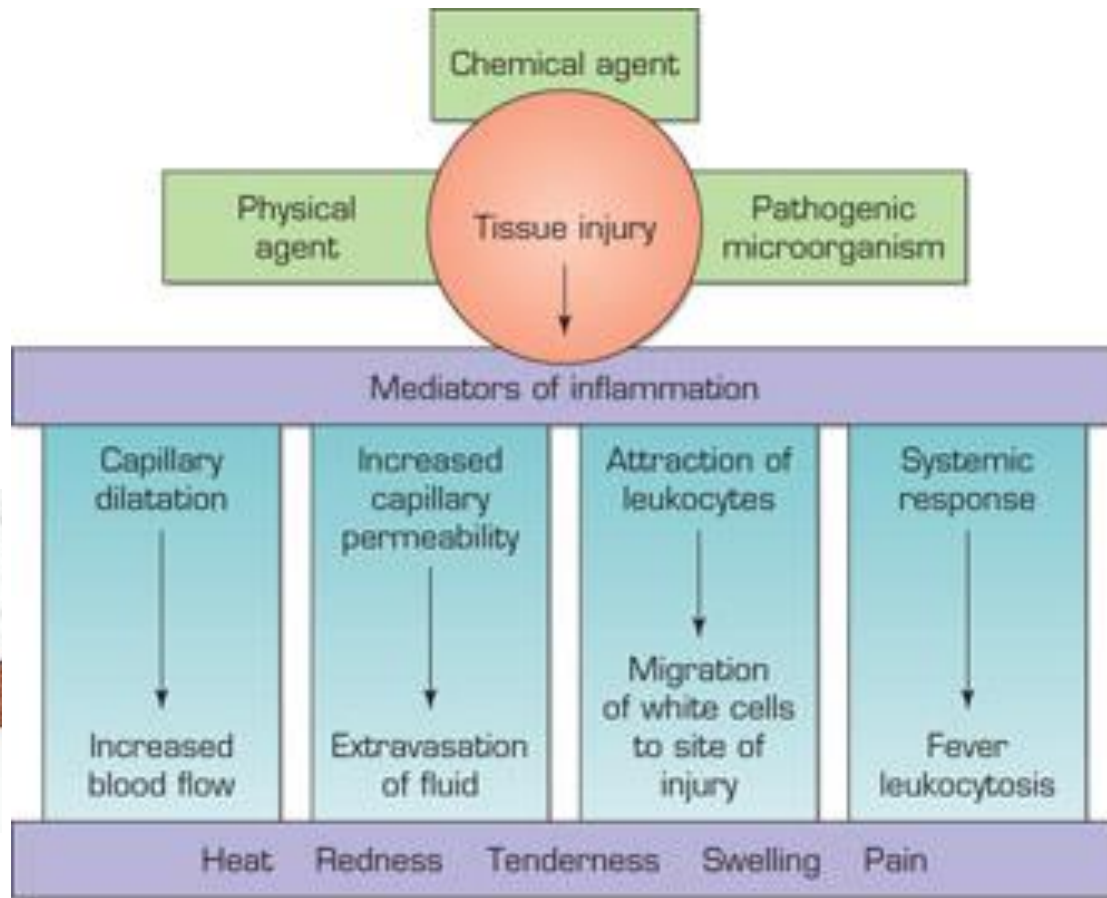 Chemical agent
Physical
agent
Tissue injury
Pathogenic
microorganism
Mediators of inflammation
Capillary
dilatation
Increased
blood flow
Increased
capillary
permeability
Extravasation
of fluid
Attraction of
leukocytes
Migration
of white cells
to site of
injury
Systemic
response
Fever
leukocytosis
Heat Redness Tenderness Swelling Pain